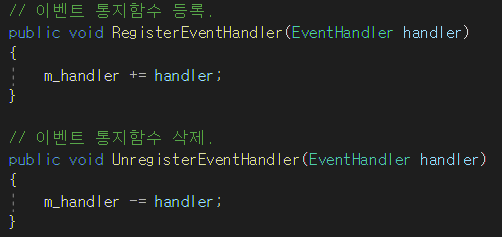 // 이벤트 통지함수 등록.
public void RegisterEventHandler(EventHandler handler)
{
m_handler += handler;
}
// 이벤트 통지함수 삭제.
public void UnregisterEventHandler(EventHandler handler)
{
m_handler -= handler;
}